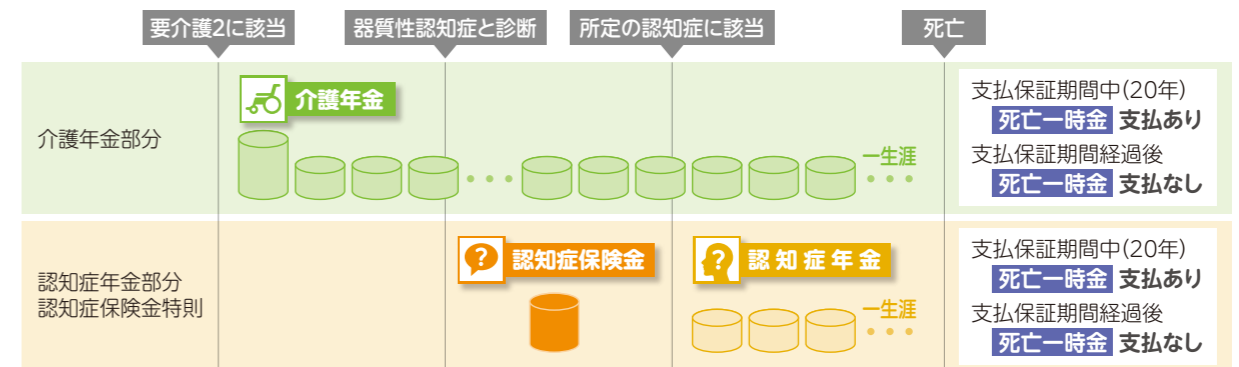 要介護2に該当
器質性認知症と診断
所定の認知症に該当
死亡
介護年金部分
介護年金
一生涯
支払保証期間中(20年)
死亡一時金 支払あり
支払保証期間経過後
死亡一時金 支払なし
認知症年金部分
認知症保険金特則
? 認知症保険金
? 認知症年金
一生涯
支払保証期間中(20年)
死亡一時金 支払あり
支払保証期間経過後
死亡一時金 支払なし